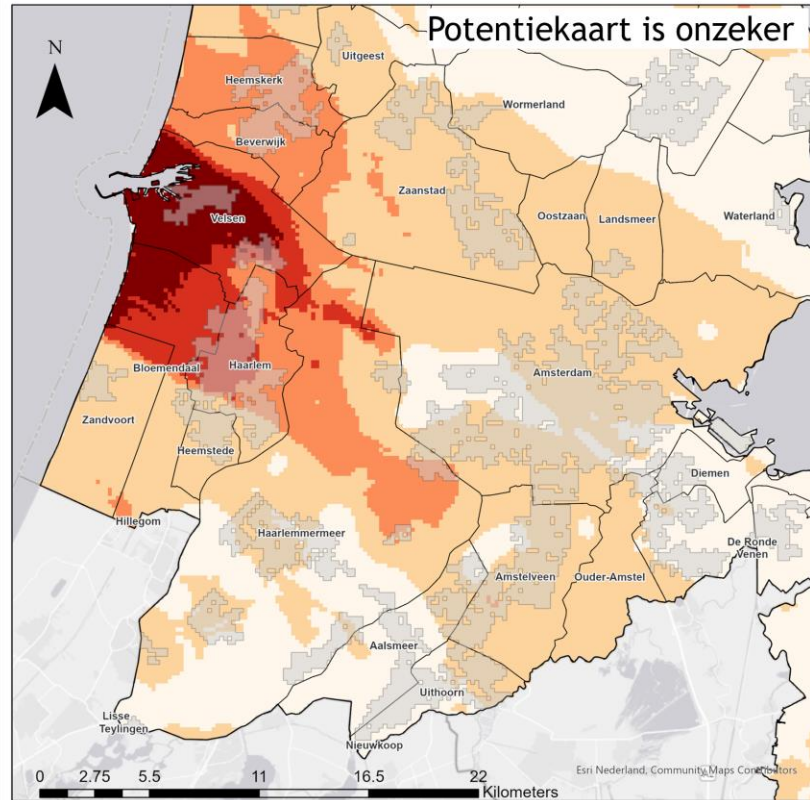 Potentiekaart is onzeker
N
Uitgeest
Heemskerk
Wormerland
Beverwijk
Zaanstad
Velsen
Oostzaan
Landsmeer
Waterland
Bloemendaal
Haarlem
Amsterdam
Zandvoort
Heemstede
Diemen
Hillegom
Haarlemmermeer
De Ronde
Venen
Amstelveen
Ouder-Amstel
Aalsmeer
Uithoorn
Lisse
Teylingen
Nieuwkoop
Esri Nederland, Community Maps Contributors
0 2.75 5.5 11 16.5 22
Kilometers